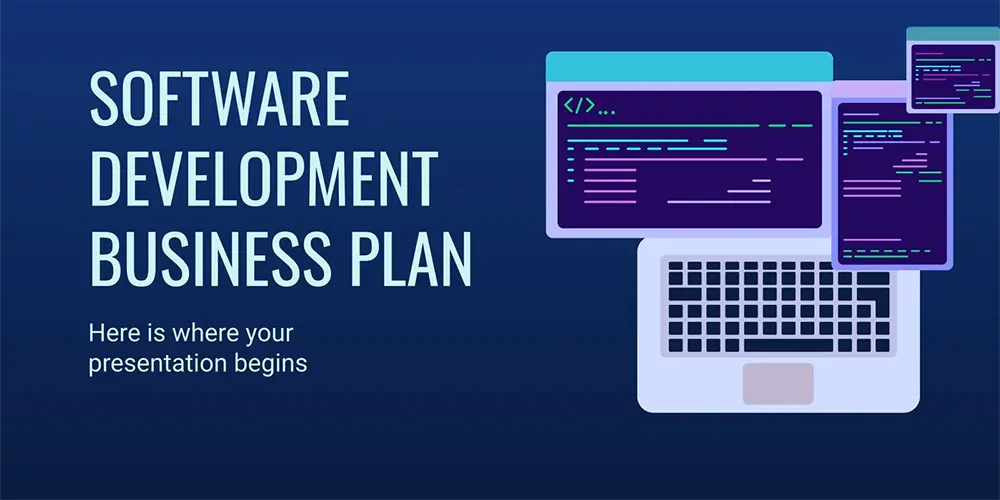 SOFTWARE
DEVELOPMENT
BUSINESS PLAN
Here is where your
presentation begins
</>...